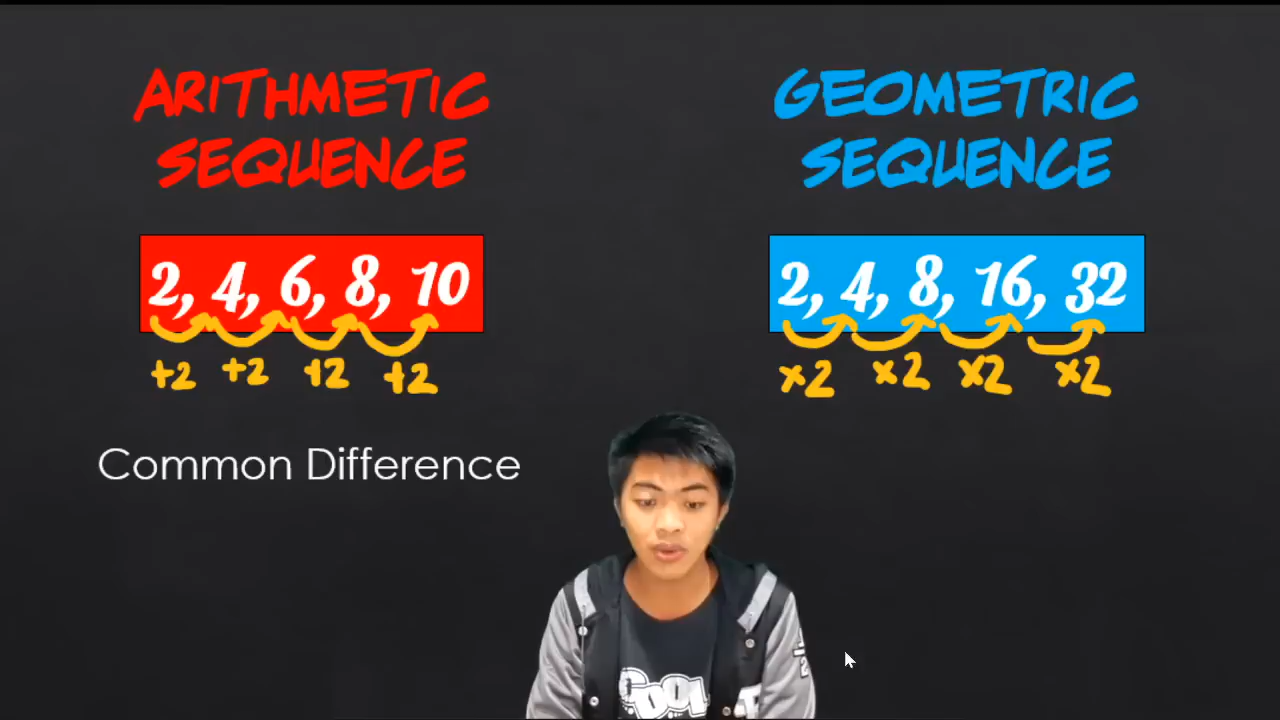 ARITHMETIC
SEQUENCE
2, 4, 6, 8, 10
+2 +2 +2 +2
Common Difference
GEOMETRIC
SEQUENCE
2, 4, 8, 16, 32
×2 ×2 ×2 ×2
COOL